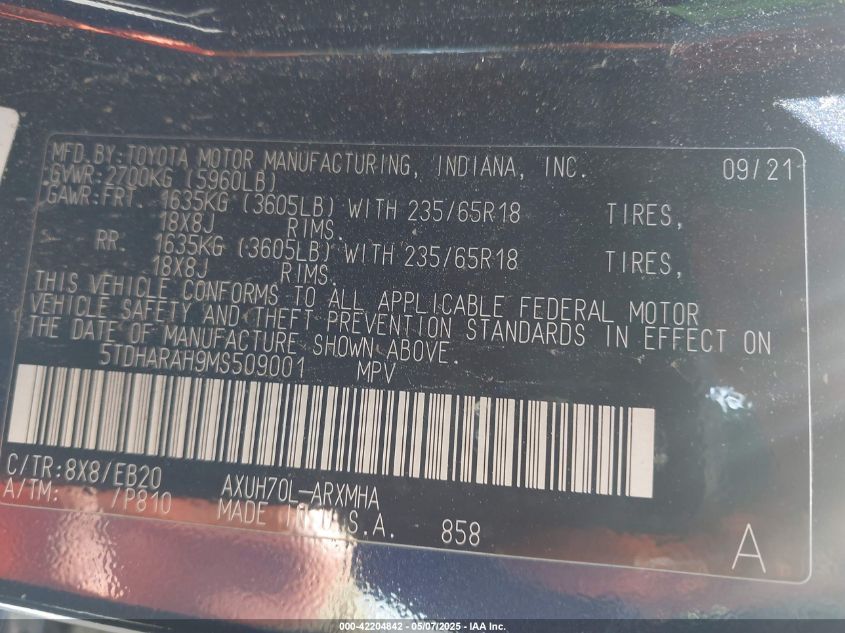 MFD.BY:TOYOTA MOTOR MANUFACTURING, INDIANA, INC. 09/21
GVWR:2700KG (5960LB)
GAWR:FRT. 1635KG (3605LB) WITH 235/65R18 TIRES,
18X8J RIMS.
RR. 1635KG (3605LB) WITH 235/65R18 TIRES,
18X8J RIMS.
THIS VEHICLE CONFORMS TO ALL APPLICABLE FEDERAL MOTOR
VEHICLE SAFETY AND THEFT PREVENTION STANDARDS IN EFFECT ON
THE DATE OF MANUFACTURE SHOWN ABOVE.
5TDHARAH9MS509001 MPV
C/TR:8X8/EB20 AXUH70L-ARXMHA
A/TM: /P810 MADE IN U.S.A. 858 A
000-42204842 - 05/07/2025 - IAA Inc.